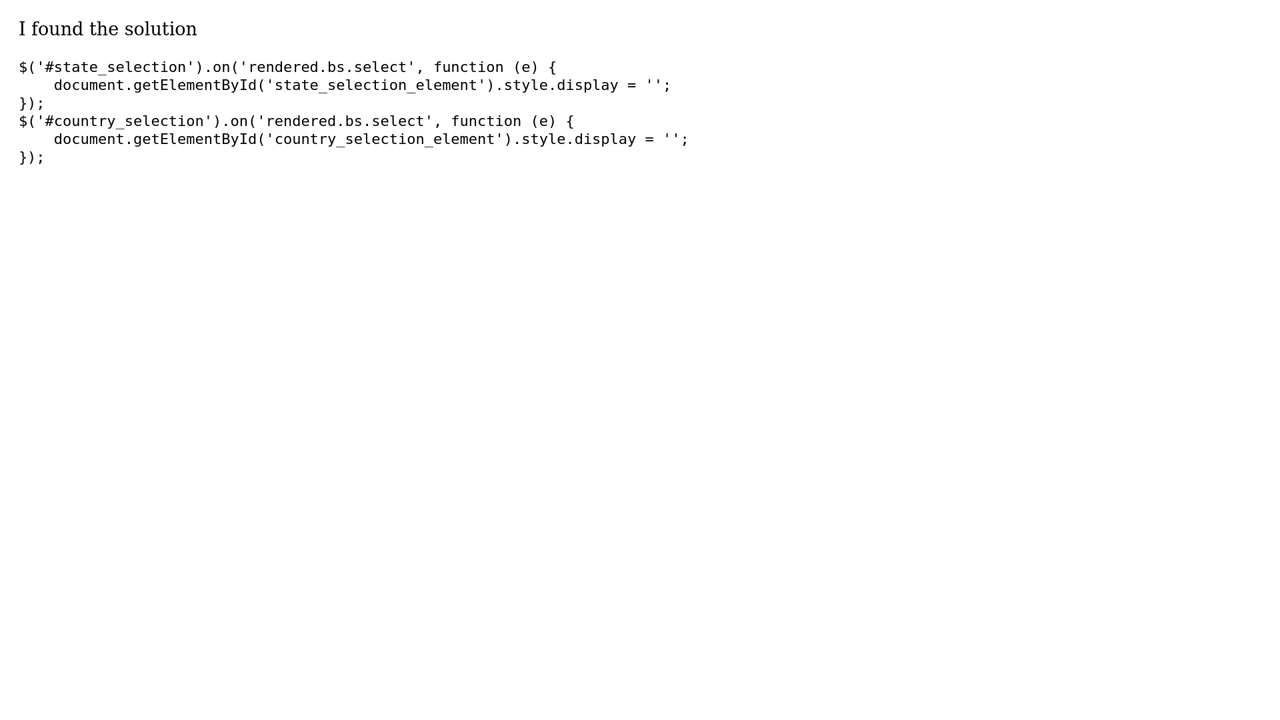 I found the solution
$('#state_selection').on('rendered.bs.select', function (e) {
    document.getElementById('state_selection_element').style.display = '';
});
$('#country_selection').on('rendered.bs.select', function (e) {
    document.getElementById('country_selection_element').style.display = '';
});